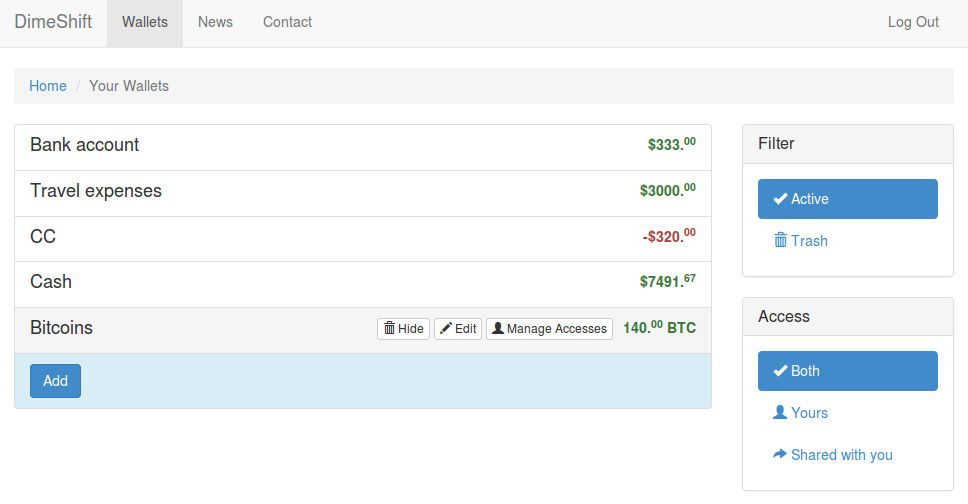 DimeShift Wallets News Contact Log Out
Home / Your Wallets
Bank account $333.00
Travel expenses $3000.00
CC -$320.00
Cash $7491.67
Bitcoins Hide Edit Manage Accesses 140.00 BTC
Add
Filter
Active
Trash
Access
Both
Yours
Shared with you